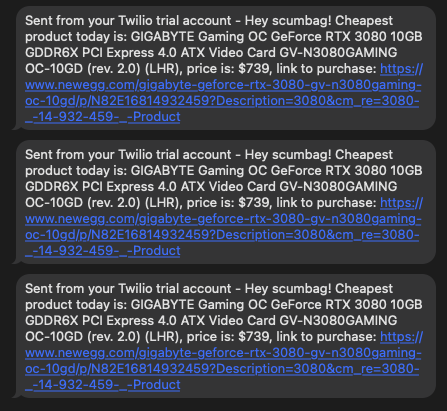 Sent from your Twilio trial account - Hey scumbag! Cheapest
product today is: GIGABYTE Gaming OC GeForce RTX 3080 10GB
GDDR6X PCI Express 4.0 ATX Video Card GV-N3080GAMING
OC-10GD (rev. 2.0) (LHR), price is: $739, link to purchase: https://
www.newegg.com/gigabyte-geforce-rtx-3080-gv-n3080gaming-
oc-10gd/p/N82E16814932459?Description=3080&cm_re=3080-
_-14-932-459-_-Product
Sent from your Twilio trial account - Hey scumbag! Cheapest
product today is: GIGABYTE Gaming OC GeForce RTX 3080 10GB
GDDR6X PCI Express 4.0 ATX Video Card GV-N3080GAMING
OC-10GD (rev. 2.0) (LHR), price is: $739, link to purchase: https://
www.newegg.com/gigabyte-geforce-rtx-3080-gv-n3080gaming-
oc-10gd/p/N82E16814932459?Description=3080&cm_re=3080-
_-14-932-459-_-Product
Sent from your Twilio trial account - Hey scumbag! Cheapest
product today is: GIGABYTE Gaming OC GeForce RTX 3080 10GB
GDDR6X PCI Express 4.0 ATX Video Card GV-N3080GAMING
OC-10GD (rev. 2.0) (LHR), price is: $739, link to purchase: https://
www.newegg.com/gigabyte-geforce-rtx-3080-gv-n3080gaming-
oc-10gd/p/N82E16814932459?Description=3080&cm_re=3080-
_-14-932-459-_-Product